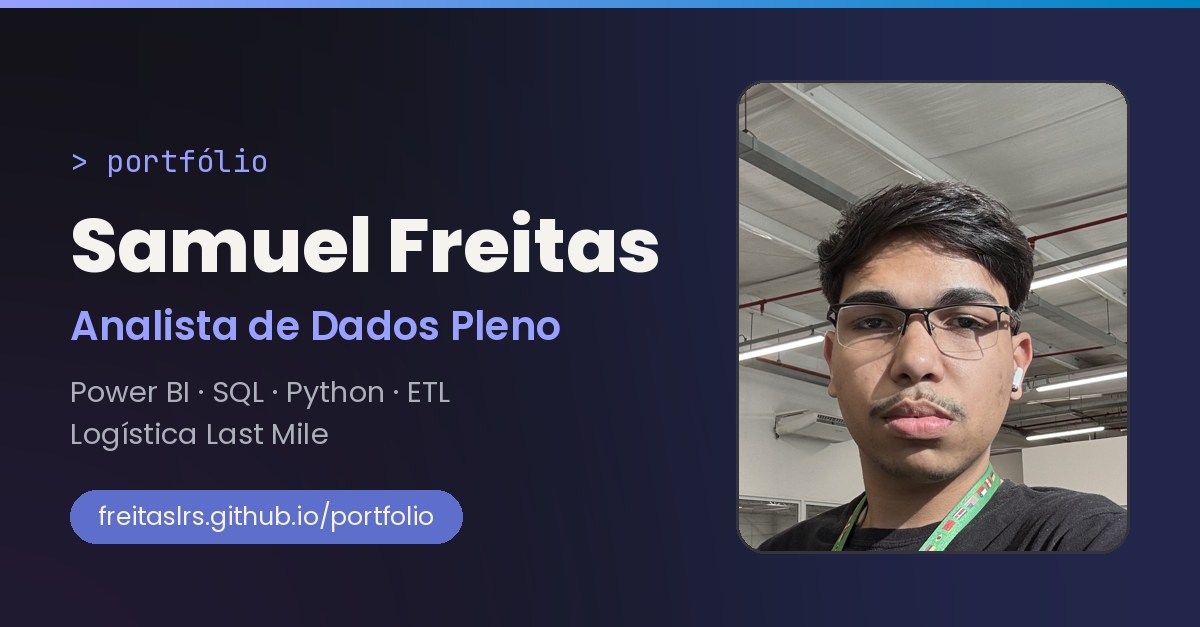 > portfólio
Samuel Freitas
Analista de Dados Pleno
Power BI · SQL · Python · ETL
Logística Last Mile
freitaslrs.github.io/portfolio